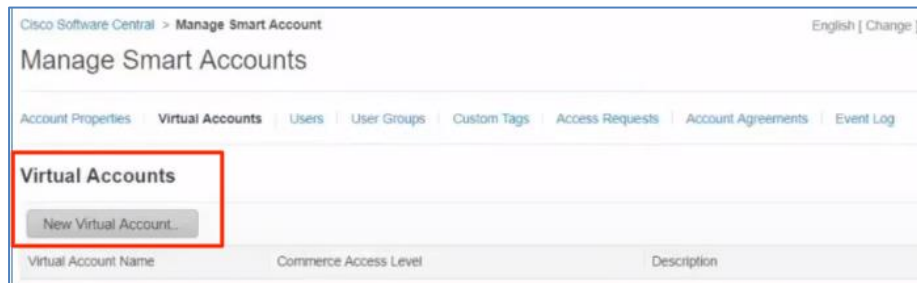 Cisco Software Central > Manage Smart Account
English [ Change ]
Manage Smart Accounts
Account Properties Virtual Accounts Users User Groups Custom Tags Access Requests Account Agreements Event Log
Virtual Accounts
New Virtual Account..
Virtual Account Name Commerce Access Level Description